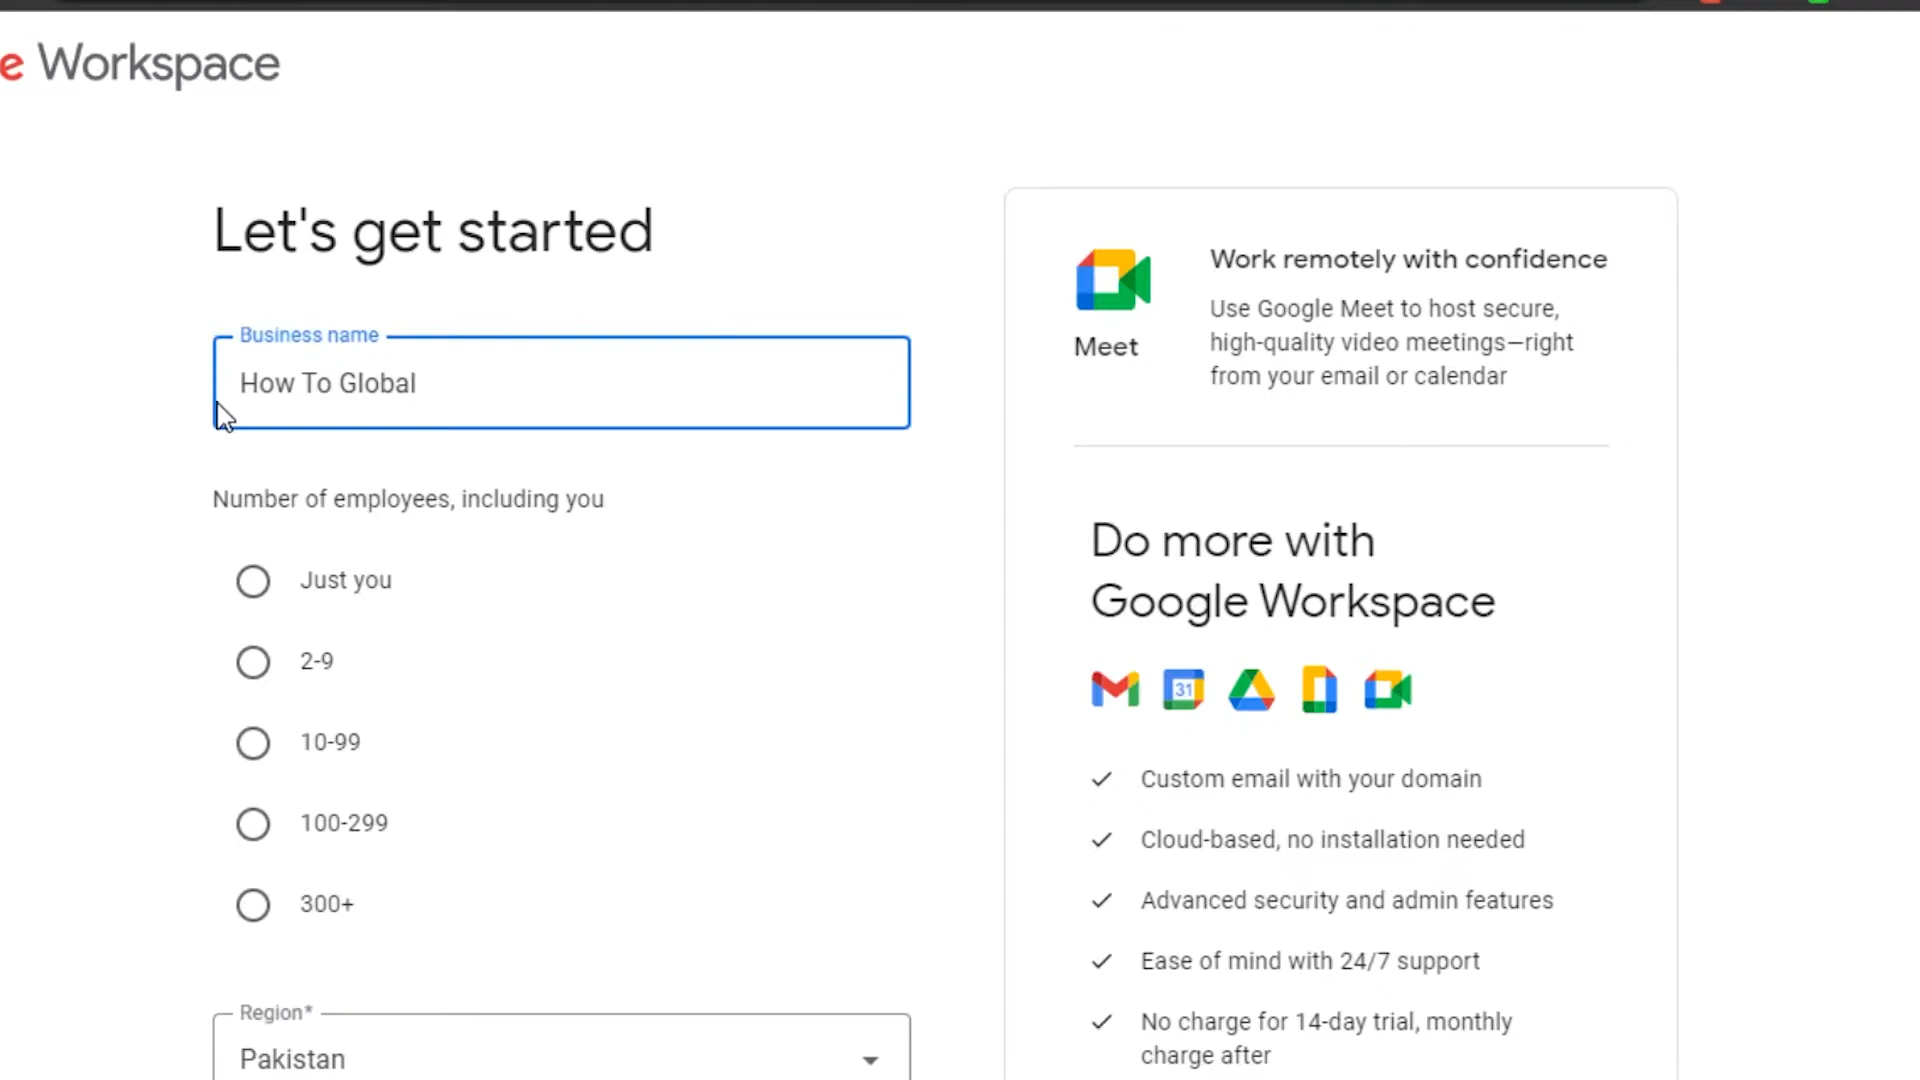 e Workspace
Let's get started
Business name
How To Global
Number of employees, including you
Just you
2-9
10-99
100-299
300+
Region*
Pakistan
Meet
Work remotely with confidence
Use Google Meet to host secure,
high-quality video meetings—right
from your email or calendar
Do more with
Google Workspace
31
Custom email with your domain
Cloud-based, no installation needed
Advanced security and admin features
Ease of mind with 24/7 support
No charge for 14-day trial, monthly
charge after